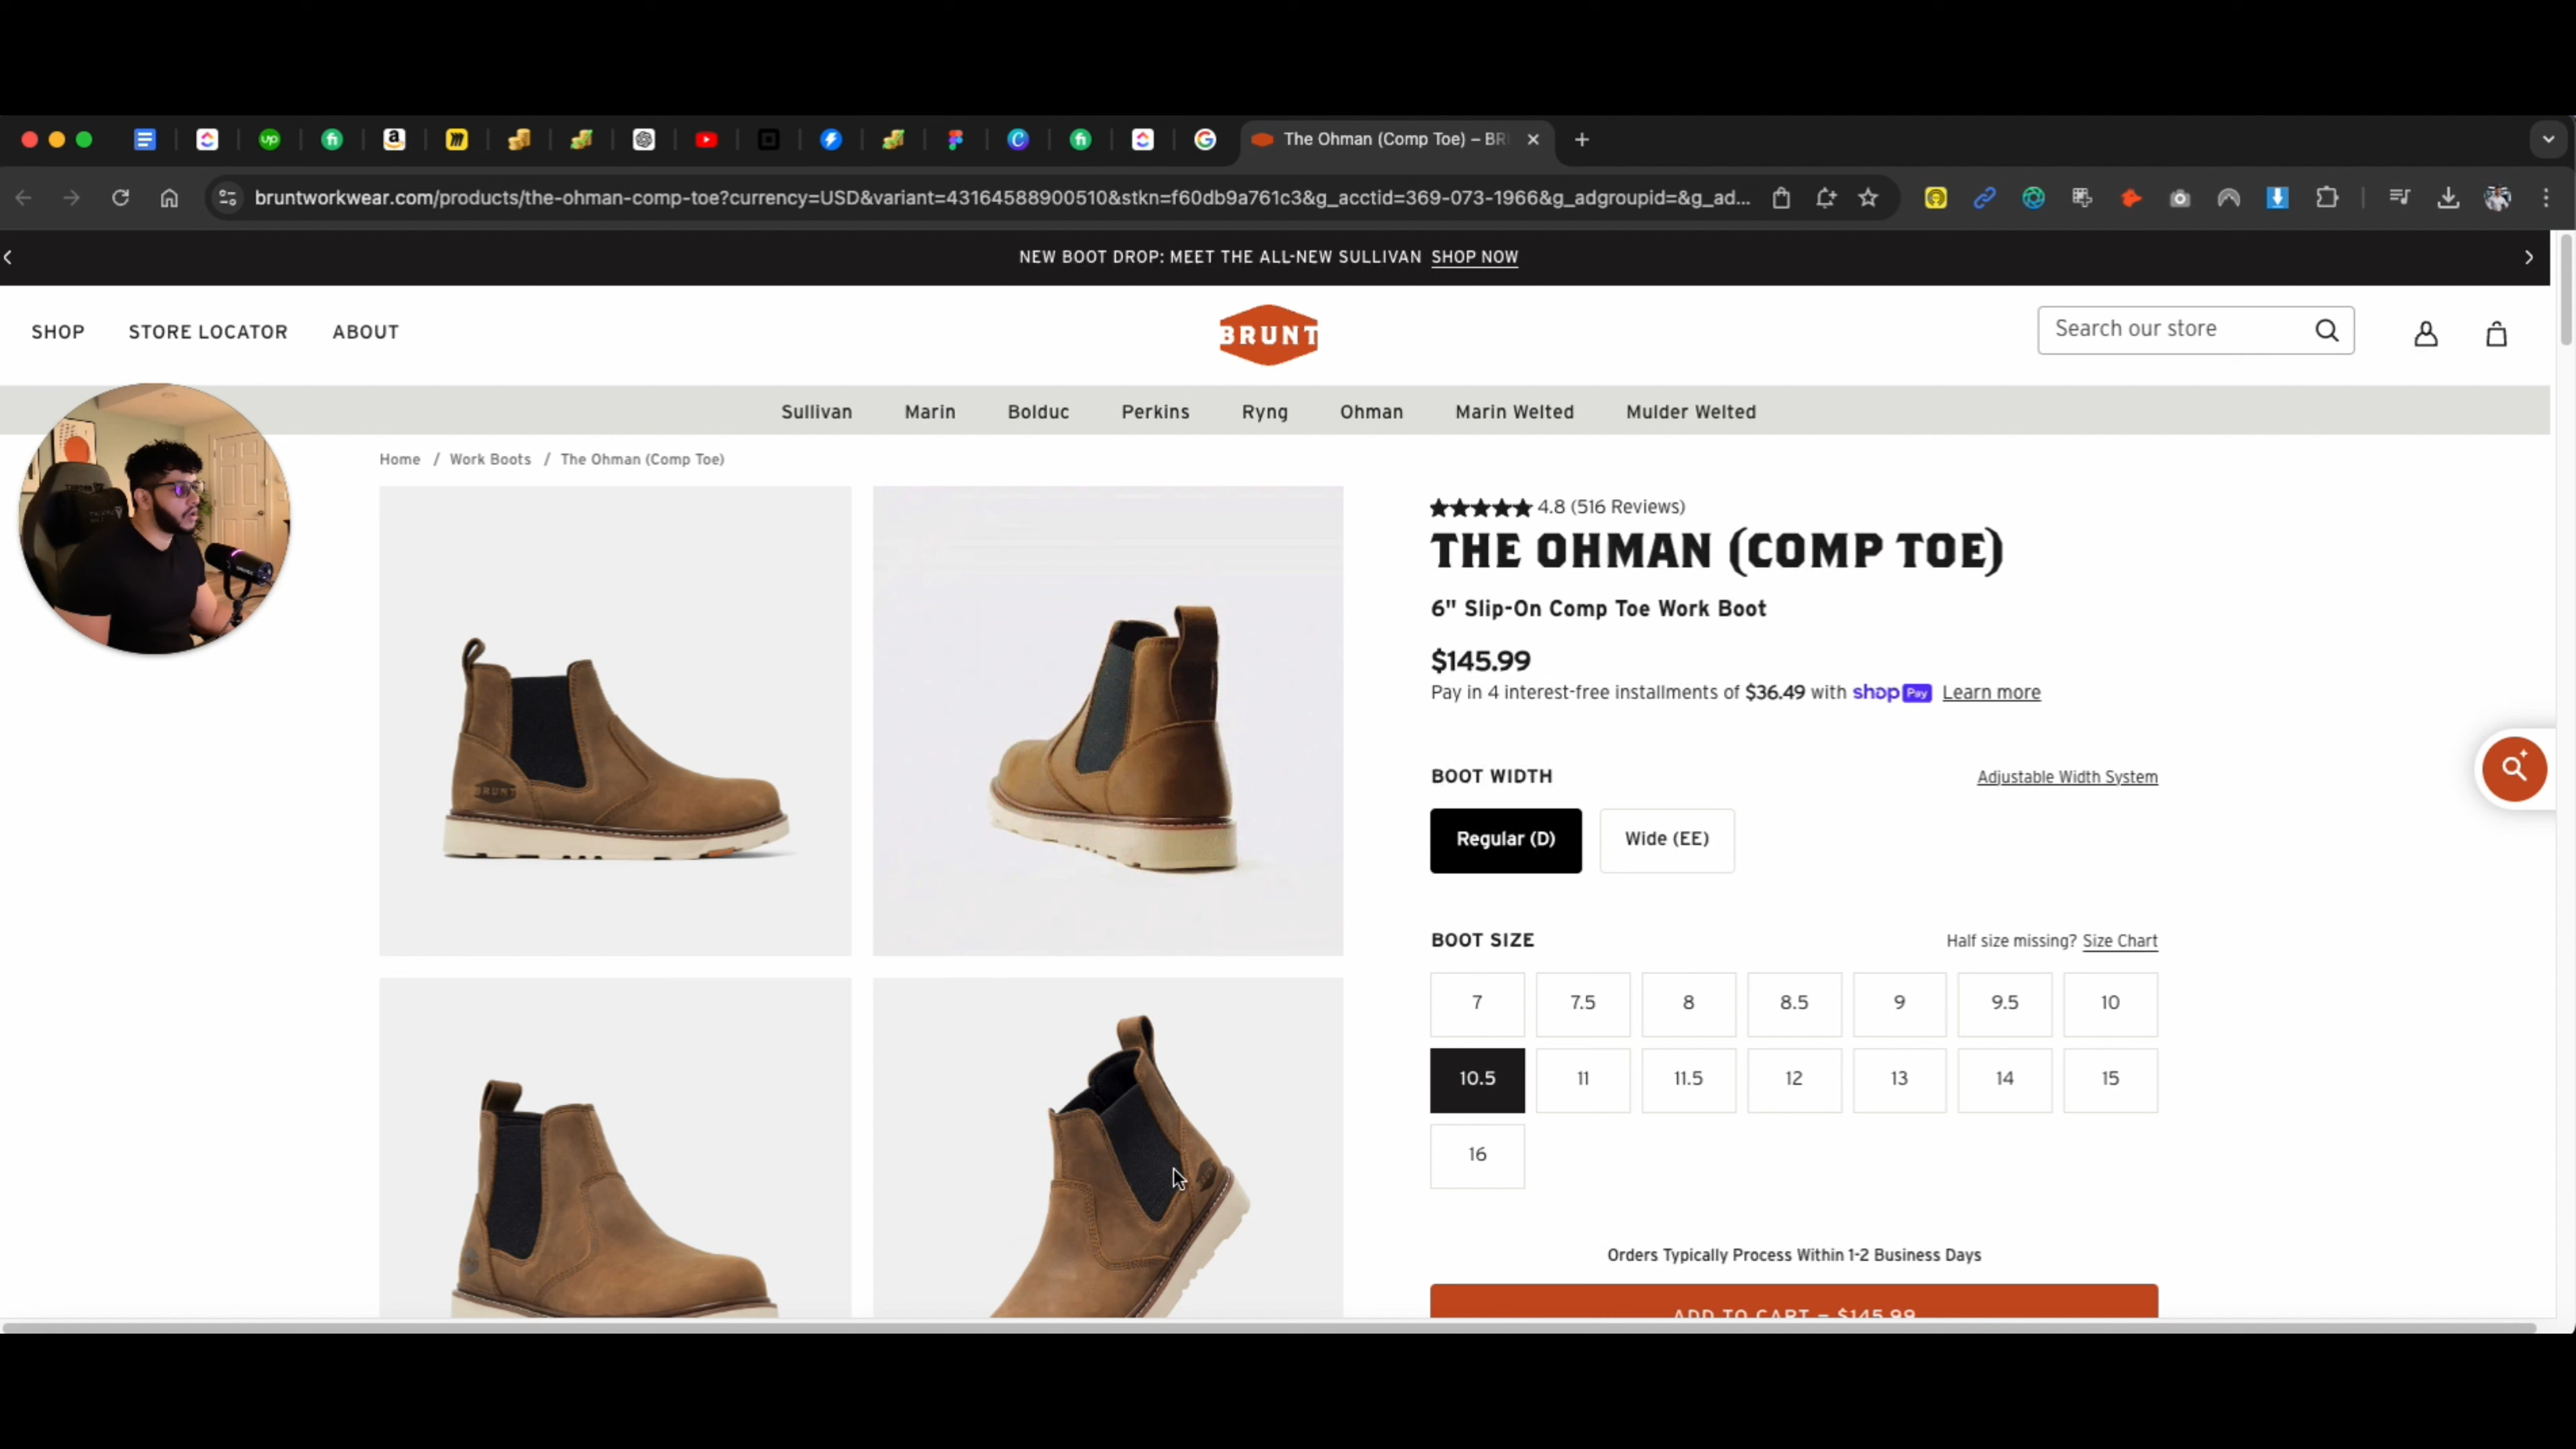 The Ohman (Comp Toe) – BR
bruntworkwear.com/products/the-ohman-comp-toe?currency=USD&variant=43164588900510&stkn=f60db9a761c3&g_acctid=369-073-1966&g_adgroupid=&g_ad...
NEW BOOT DROP: MEET THE ALL-NEW SULLIVAN SHOP NOW
SHOP STORE LOCATOR ABOUT
BRUNT
Search our store
Sullivan Marin Bolduc Perkins Ryng Ohman Marin Welted Mulder Welted
Home / Work Boots / The Ohman (Comp Toe)
4.8 (516 Reviews)
THE OHMAN (COMP TOE)
6" Slip-On Comp Toe Work Boot
$145.99
Pay in 4 interest-free installments of $36.49 with shop Pay Learn more
BOOT WIDTH Adjustable Width System
Regular (D) Wide (EE)
BRUNT
BOOT SIZE Half size missing? Size Chart
7 7.5 8 8.5 9 9.5 10
10.5 11 11.5 12 13 14 15
16
Orders Typically Process Within 1-2 Business Days
ADD TO CART – $145.99